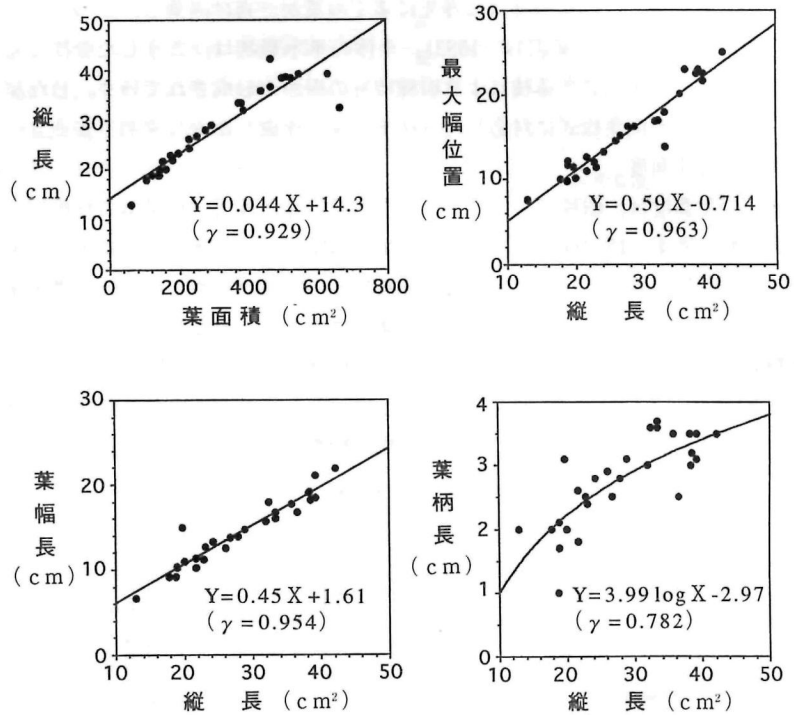 50
40
30
20
10
0
縦長
(cm)
Y=0.044X+14.3
(γ=0.929)
0 200 400 600 800
葉面積 (cm²)
30
20
10
0
最大幅位置
(cm)
Y=0.59X-0.714
(γ=0.963)
10 20 30 40 50
縦 長 (cm²)
30
20
10
0
葉幅長
(cm)
Y=0.45X+1.61
(γ=0.954)
10 20 30 40 50
縦 長 (cm²)
4
3
2
1
0
葉柄長
(cm)
Y=3.99logX-2.97
(γ=0.782)
10 20 30 40 50
縦 長 (cm²)